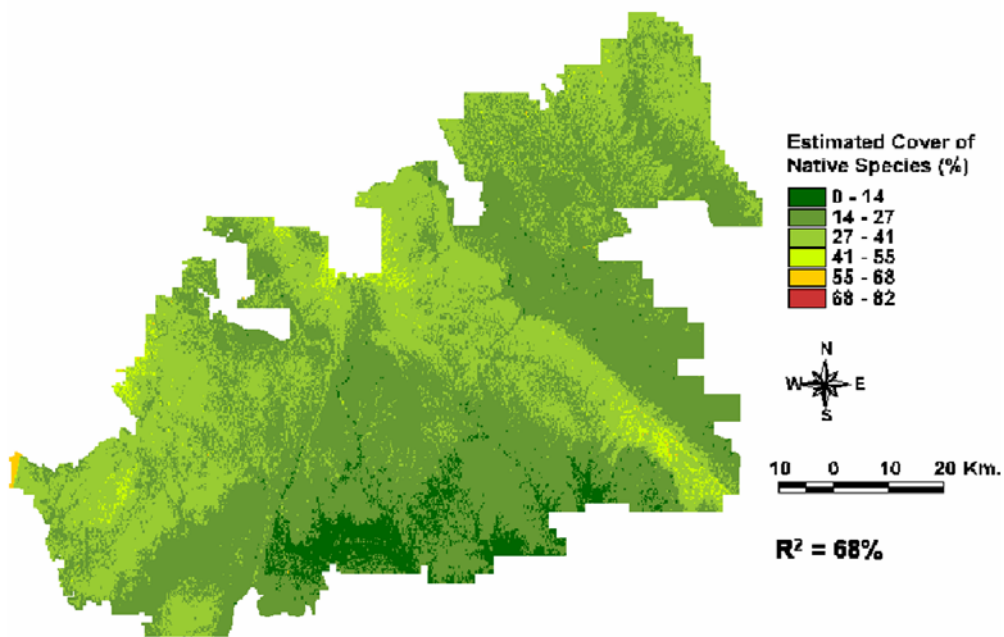 Estimated Cover of
Native Species (%)
0 - 14
14 - 27
27 - 41
41 - 55
55 - 68
68 - 82
N
W E
S
10 0 10 20 Km.
R² = 68%